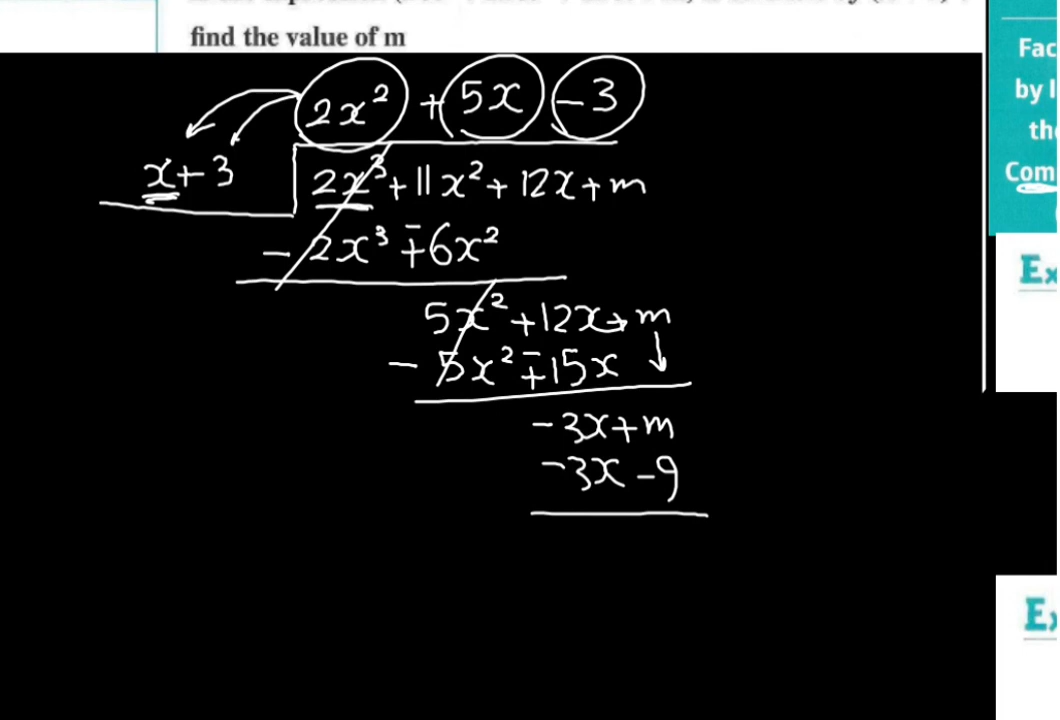 find the value of m
2x² + 5x - 3
x+3
2x³ + 11x² + 12x + m
- 2x³ ∓ 6x²
5x² + 12x + m
- 5x² ∓ 15x
-3x + m
-3x - 9
Fac
by l
the
Com
Ex
Ex